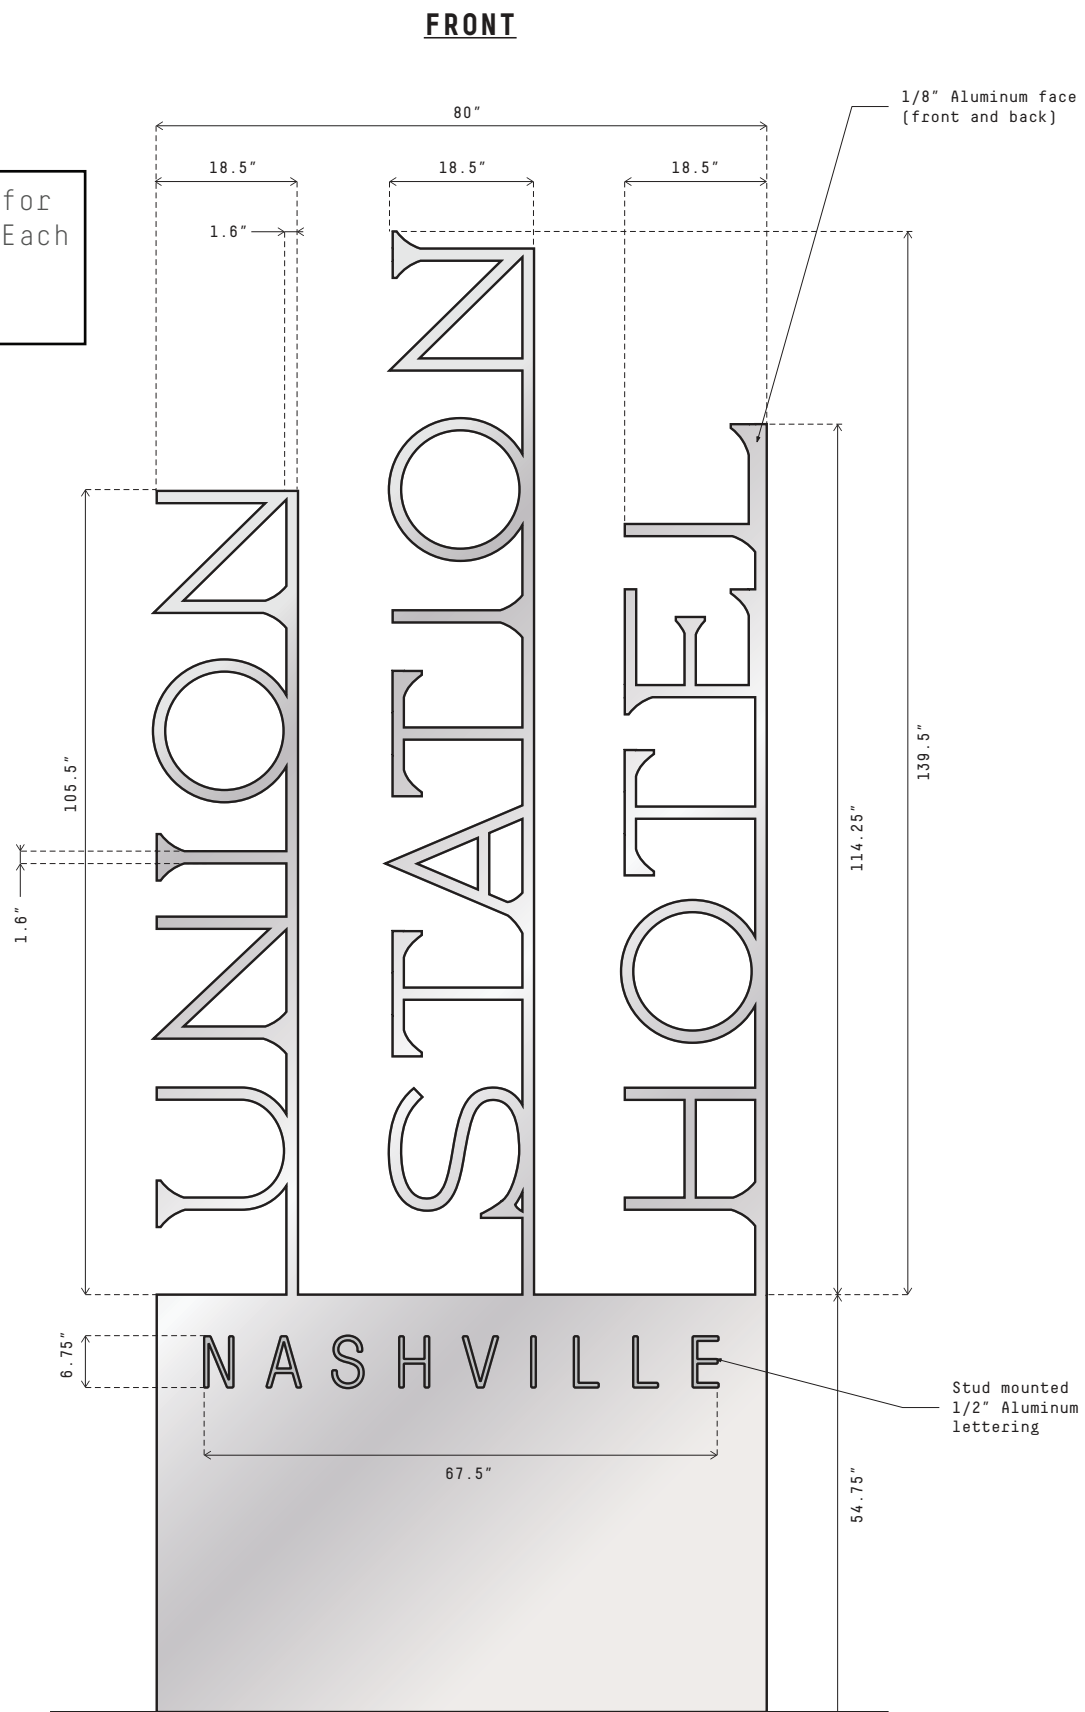 FRONT
1/8" Aluminum face
(front and back)
80"
18.5"
18.5"
18.5"
for
Each
1.6"
UNION
STATION
HOTEL
105.5"
139.5"
114.25"
1.6"
6.75"
NASHVILLE
Stud mounted
1/2" Aluminum
lettering
67.5"
54.75"